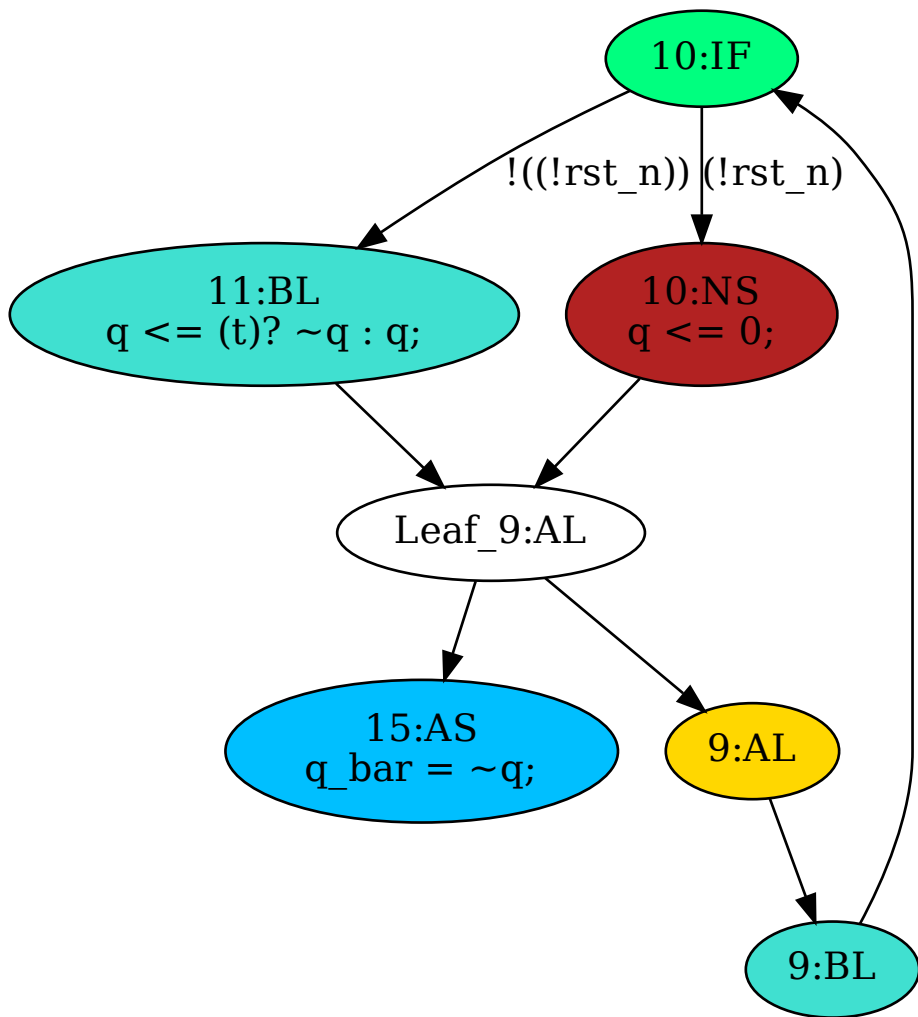 10:IF
!((!rst_n)) (!rst_n)
11:BL
q <= (t)? ~q : q;
10:NS
q <= 0;
Leaf_9:AL
15:AS
q_bar = ~q;
9:AL
9:BL